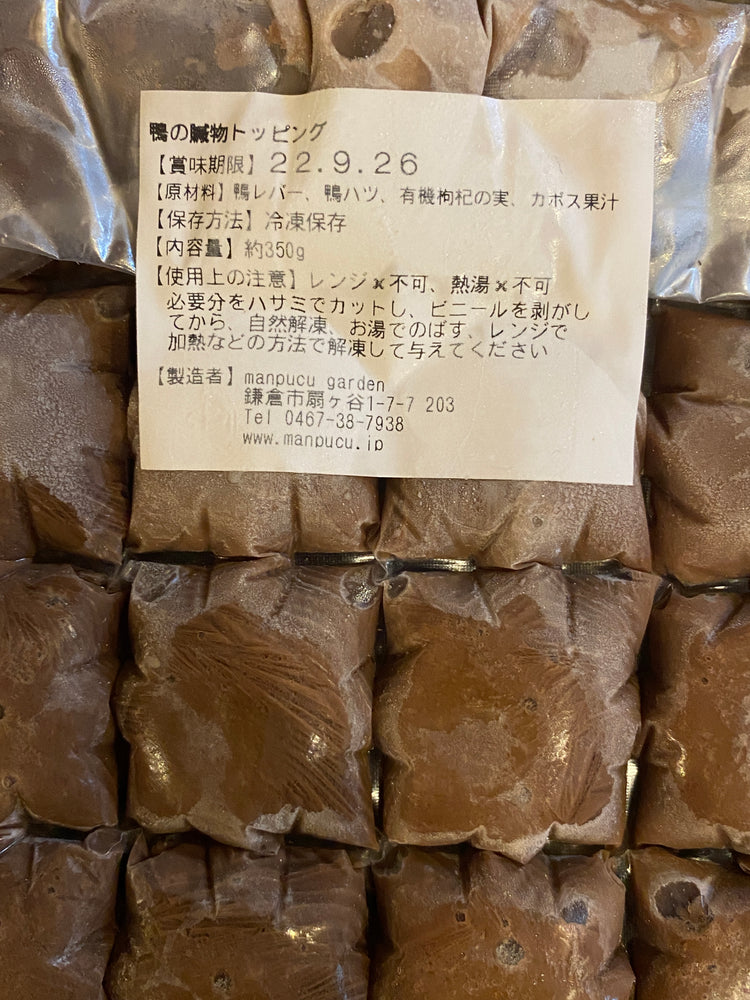 鴨の臓物トッピング
【賞味期限】22.9.26
【原材料】鴨レバー、鴨ハツ、有機枸杞の実、カボス果汁
【保存方法】冷凍保存
【内容量】約350g
【使用上の注意】レンジ×不可、熱湯×不可
必要分をハサミでカットし、ビニールを剥がし
てから、自然解凍、お湯でのばす、レンジで
加熱などの方法で解凍して与えてください
【製造者】manpucu garden
鎌倉市扇ヶ谷1-7-7 203
Tel 0467-38-7938
www.manpucu.jp